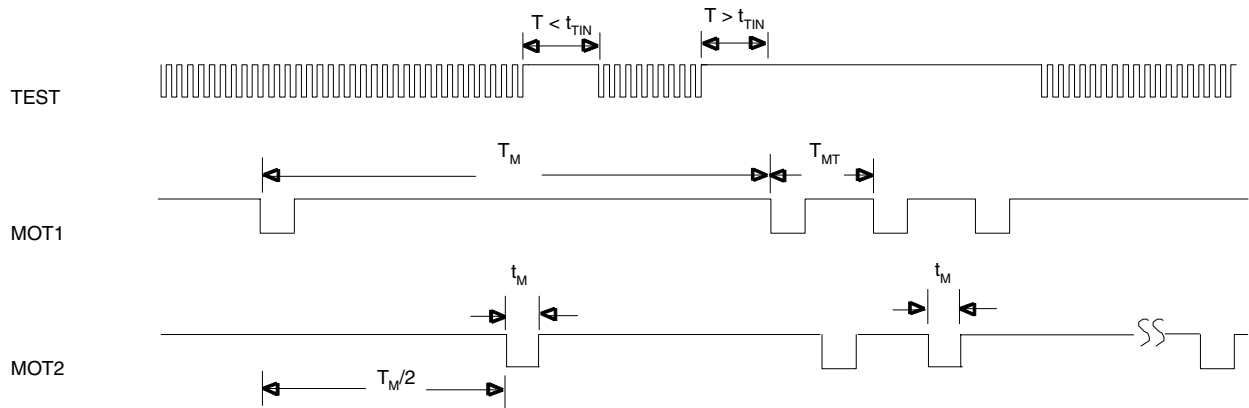 T < tTIN
T > tTIN
TEST
TM
TMT
MOT1
tM
tM
MOT2
TM/2